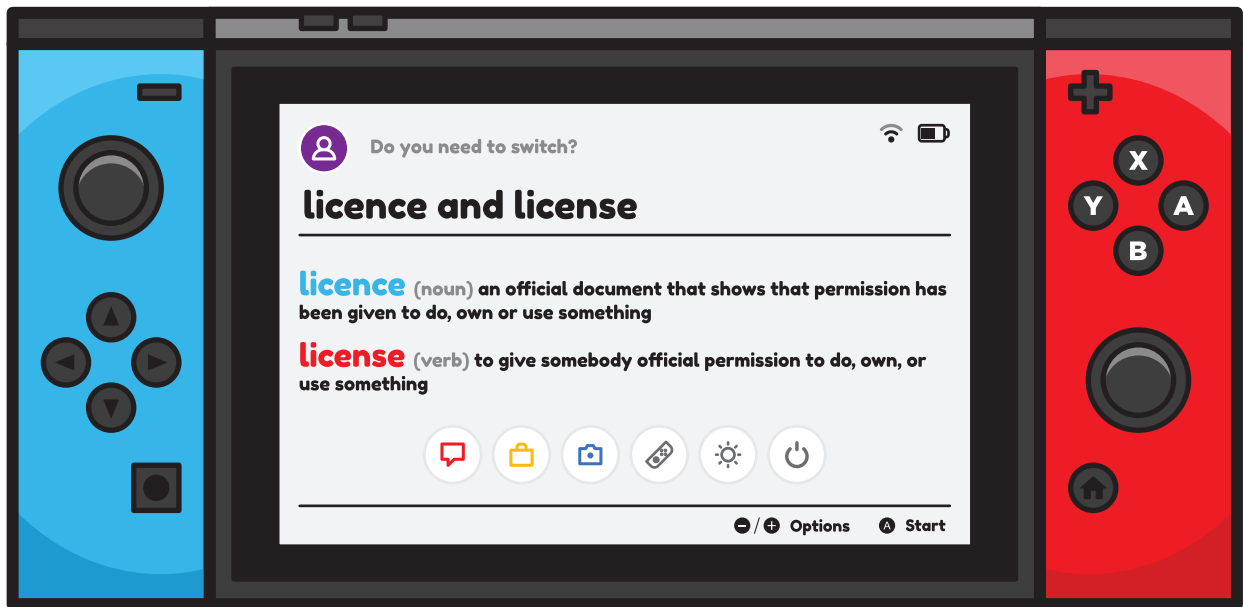 Do you need to switch?
licence and license
licence (noun) an official document that shows that permission has
been given to do, own or use something
license (verb) to give somebody official permission to do, own, or
use something
X
Y A
B
−/+ Options A Start